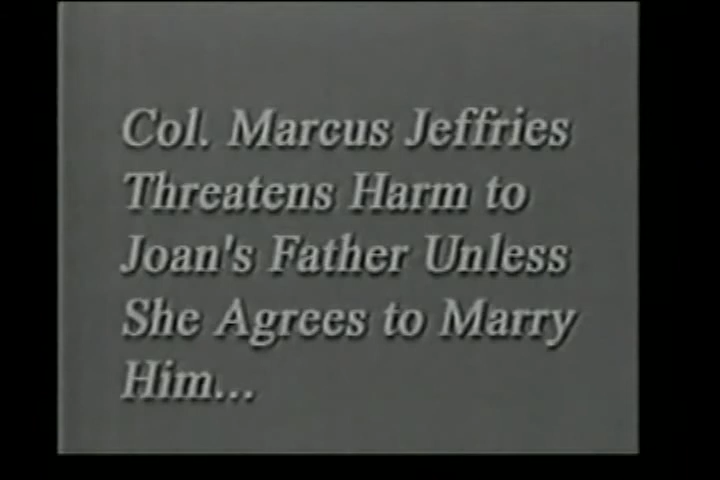 Col. Marcus Jeffries
Threatens Harm to
Joan's Father Unless
She Agrees to Marry
Him...